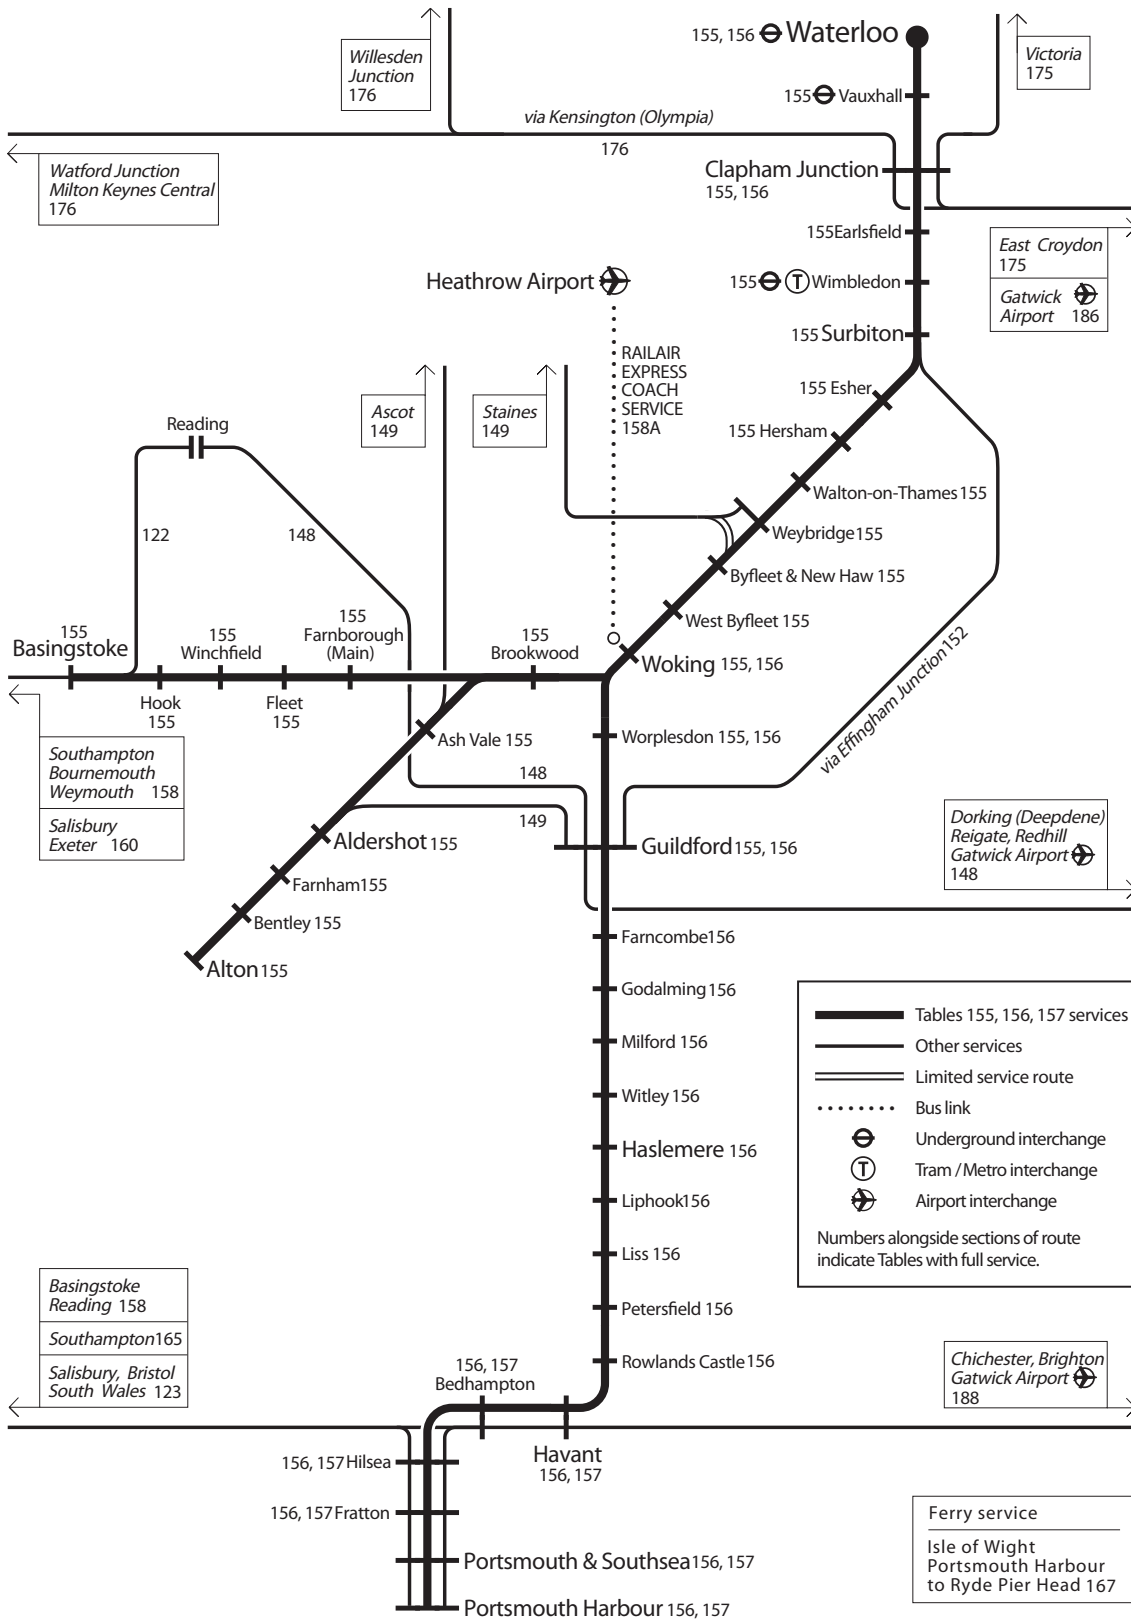 155, 156 Waterloo
Willesden
Junction
176
Victoria
175
155 Vauxhall
via Kensington (Olympia)
176
Watford Junction
Milton Keynes Central
176
Clapham Junction
155, 156
155 Earlsfield
East Croydon
175
Gatwick
Airport 186
Heathrow Airport
155 T Wimbledon
155 Surbiton
RAILAIR
EXPRESS
COACH
SERVICE
158A
Ascot
149
Staines
149
155 Esher
Reading
155 Hersham
Walton-on-Thames 155
122
148
Weybridge 155
Byfleet & New Haw 155
West Byfleet 155
155
Basingstoke
155
Winchfield
155
Farnborough
(Main)
155
Brookwood
Woking 155, 156
via Effingham Junction 152
Hook
155
Fleet
155
Ash Vale 155
Worplesdon 155, 156
Southampton
Bournemouth
Weymouth 158
Salisbury
Exeter 160
148
149
Aldershot 155
Guildford 155, 156
Dorking (Deepdene)
Reigate, Redhill
Gatwick Airport
148
Farnham 155
Bentley 155
Alton 155
Farncombe 156
Godalming 156
Milford 156
Witley 156
Haslemere 156
Liphook 156
Liss 156
Petersfield 156
Rowlands Castle 156
Tables 155, 156, 157 services
Other services
Limited service route
Bus link
Underground interchange
T Tram / Metro interchange
Airport interchange
Numbers alongside sections of route
indicate Tables with full service.
Basingstoke
Reading 158
Southampton 165
Salisbury, Bristol
South Wales 123
156, 157
Bedhampton
Chichester, Brighton
Gatwick Airport
188
Havant
156, 157
156, 157 Hilsea
156, 157 Fratton
Portsmouth & Southsea 156, 157
Portsmouth Harbour 156, 157
Ferry service
Isle of Wight
Portsmouth Harbour
to Ryde Pier Head 167